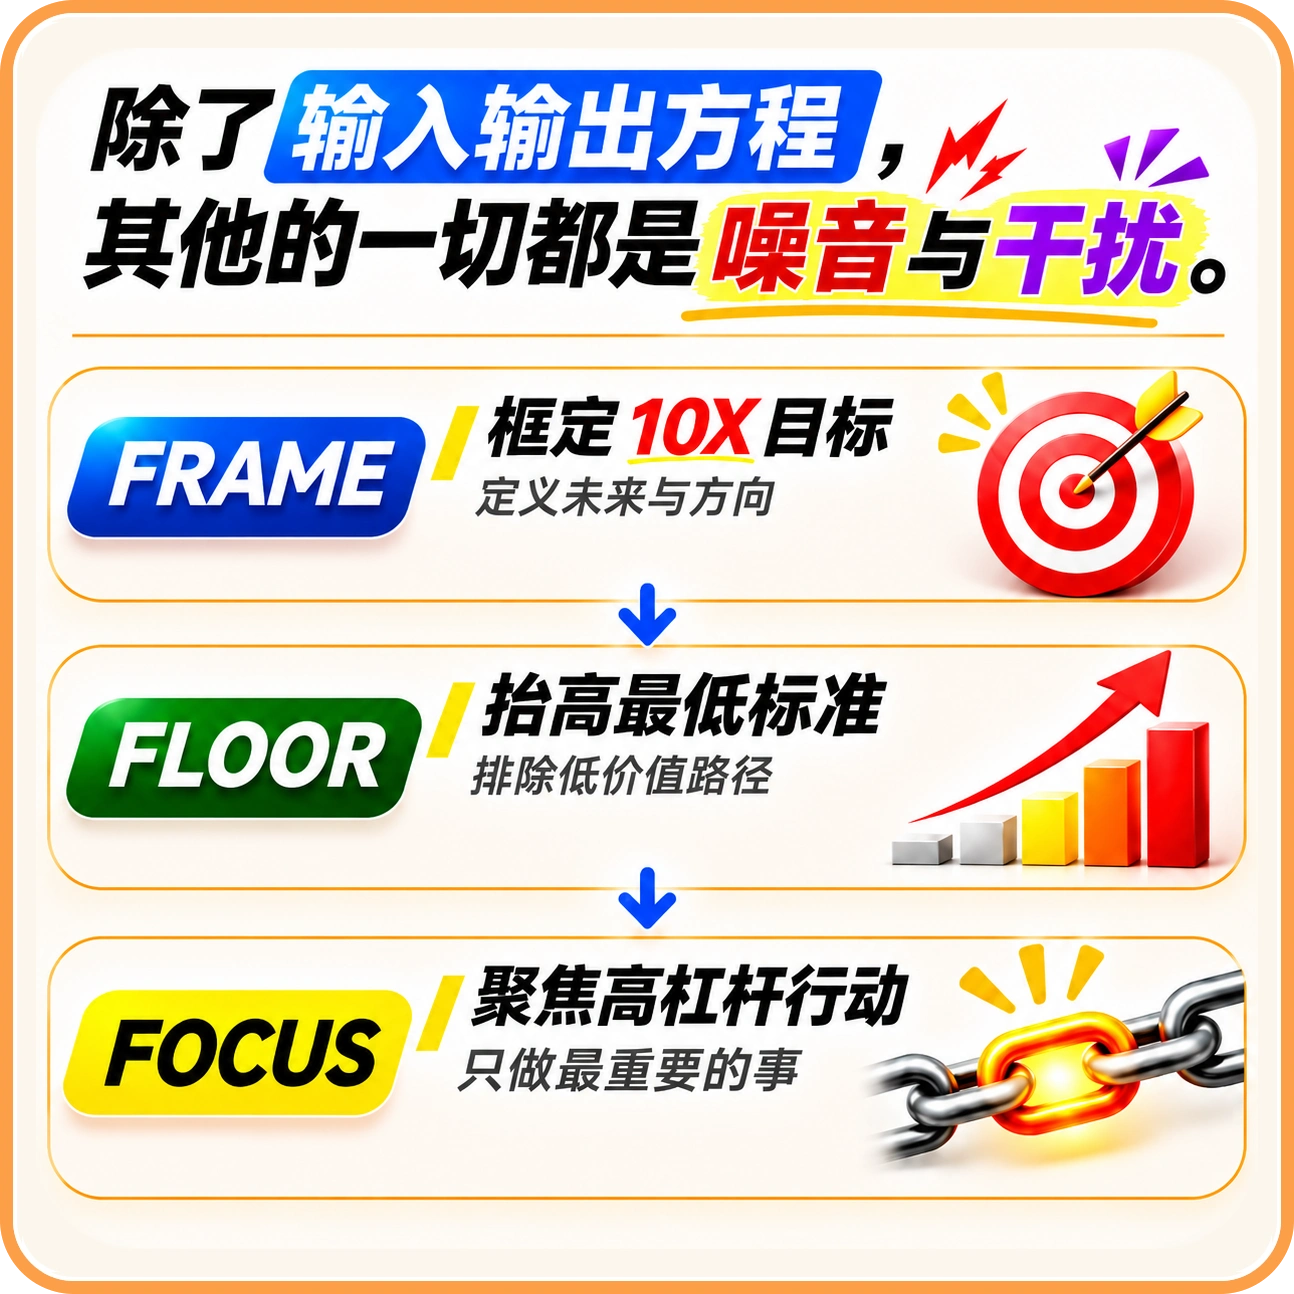 除了输入输出方程，
其他的一切都是噪音与干扰。
FRAME
框定10X目标
定义未来与方向
FLOOR
抬高最低标准
排除低价值路径
FOCUS
聚焦高杠杆行动
只做最重要的事